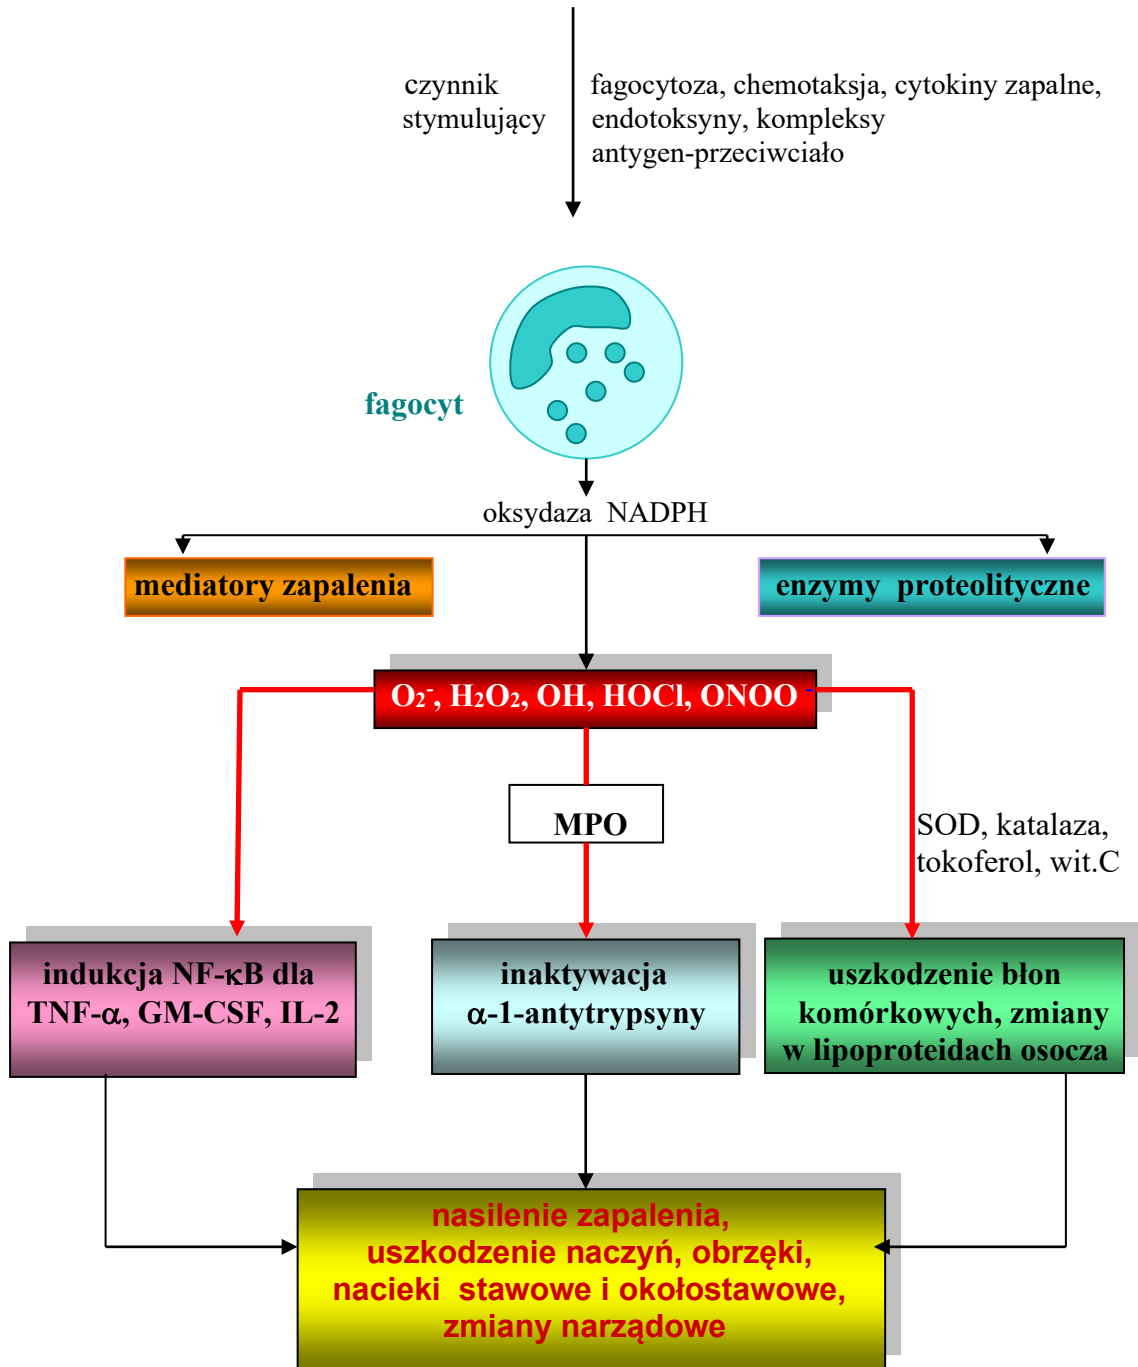 czynnik
stymulujący
fagocytoza, chemotaksja, cytokiny zapalne,
endotoksyny, kompleksy
antygen-przeciwciało
fagocyt
oksydaza NADPH
mediatory zapalenia
enzymy proteolityczne
O₂⁻, H₂O₂, OH, HOCl, ONOO⁻
MPO
SOD, katalaza,
tokoferol, wit.C
indukcja NF-κB dla
TNF-α, GM-CSF, IL-2
inaktywacja
α-1-antytrypsyny
uszkodzenie błon
komórkowych, zmiany
w lipoproteidach osocza
nasilenie zapalenia,
uszkodzenie naczyń, obrzęki,
nacieki stawowe i okołostawowe,
zmiany narządowe